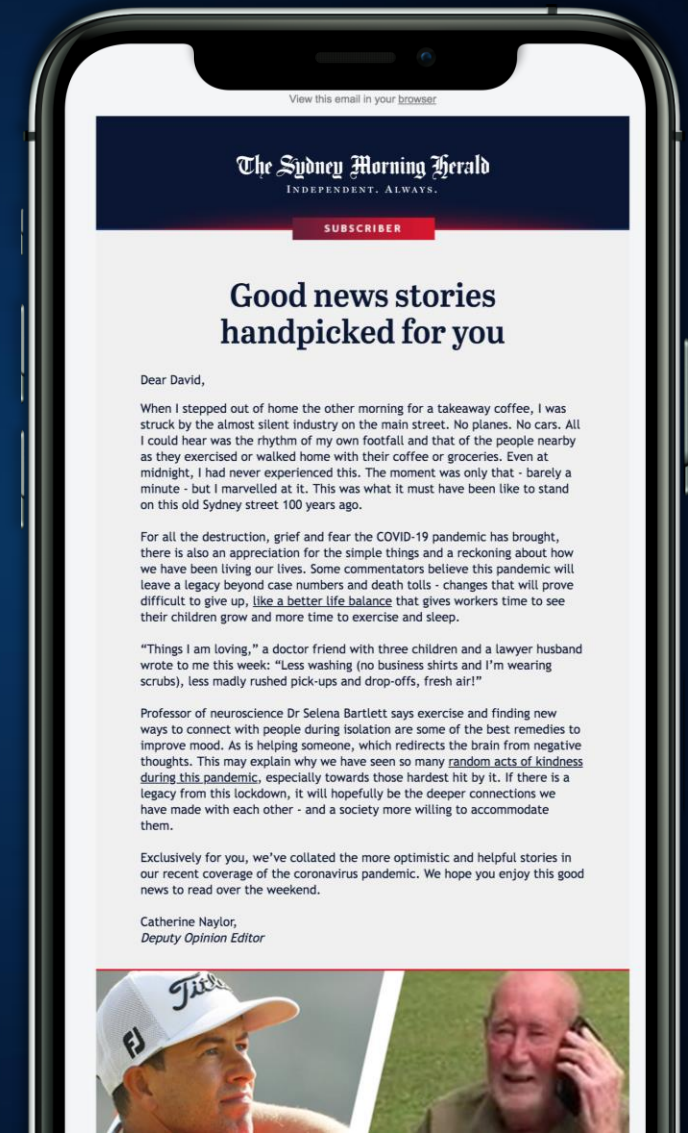 View this email in your browser
The Sydney Morning Herald
INDEPENDENT. ALWAYS.
SUBSCRIBER
Good news stories
handpicked for you
Dear David,
When I stepped out of home the other morning for a takeaway coffee, I was
struck by the almost silent industry on the main street. No planes. No cars. All
I could hear was the rhythm of my own footfall and that of the people nearby
as they exercised or walked home with their coffee or groceries. Even at
midnight, I had never experienced this. The moment was only that - barely a
minute - but I marvelled at it. This was what it must have been like to stand
on this old Sydney street 100 years ago.
For all the destruction, grief and fear the COVID-19 pandemic has brought,
there is also an appreciation for the simple things and a reckoning about how
we have been living our lives. Some commentators believe this pandemic will
leave a legacy beyond case numbers and death tolls - changes that will prove
difficult to give up, like a better life balance that gives workers time to see
their children grow and more time to exercise and sleep.
“Things I am loving,” a doctor friend with three children and a lawyer husband
wrote to me this week: “Less washing (no business shirts and I’m wearing
scrubs), less madly rushed pick-ups and drop-offs, fresh air!”
Professor of neuroscience Dr Selena Bartlett says exercise and finding new
ways to connect with people during isolation are some of the best remedies to
improve mood. As is helping someone, which redirects the brain from negative
thoughts. This may explain why we have seen so many random acts of kindness
during this pandemic, especially towards those hardest hit by it. If there is a
legacy from this lockdown, it will hopefully be the deeper connections we
have made with each other - and a society more willing to accommodate
them.
Exclusively for you, we’ve collated the more optimistic and helpful stories in
our recent coverage of the coronavirus pandemic. We hope you enjoy this good
news to read over the weekend.
Catherine Naylor,
Deputy Opinion Editor
FJ